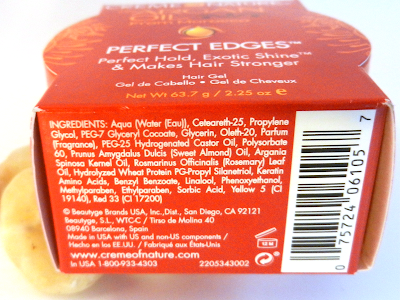 PERFECT EDGES™
Perfect Hold, Exotic Shine™
& Makes Hair Stronger
Hair Gel
Gel de Cabello • Gel de Cheveux
Net Wt 63.7 g / 2.25 oz e
INGREDIENTS: Aqua (Water (Eau)), Ceteareth-25, Propylene
Glycol, PEG-7 Glyceryl Cocoate, Glycerin, Oleth-20, Parfum
(Fragrance), PEG-25 Hydrogenated Castor Oil, Polysorbate
60, Prunus Amygdalus Dulcis (Sweet Almond) Oil, Argania
Spinosa Kernel Oil, Rosmarinus Officinalis (Rosemary) Leaf
Oil, Hydrolyzed Wheat Protein PG-Propyl Silanetriol, Keratin
Amino Acids, Benzyl Benzoate, Linalool, Phenoxyethanol,
Methylparaben, Ethylparaben, Sorbic Acid, Yellow 5 (CI
19140), Red 33 (CI 17200)
© Beautyge Brands USA, Inc.,Dist., San Diego, CA 92121
Beautyge, S.L., WTCC / Tirso de Molino 40
08940 Barcelona, Spain
Made in USA with US and non-US components /
Hecho en los EE.UU. / Fabriqué aux États-Unis
www.cremeofnature.com
In USA 1-800-933-4303
2205343002
12 M
0 75724 06105 7